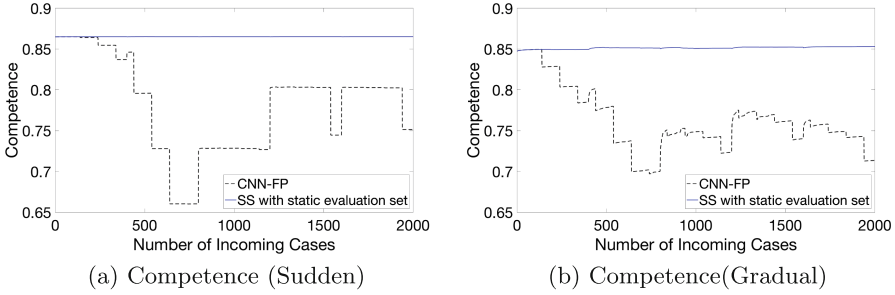 0.9
0.85
0.8
0.75
0.7
0.65
Competence
0 500 1000 1500 2000
Number of Incoming Cases
CNN-FP
SS with static evaluation set
(a) Competence (Sudden)
0.9
0.85
0.8
0.75
0.7
0.65
Competence
0 500 1000 1500 2000
Number of Incoming Cases
CNN-FP
SS with static evaluation set
(b) Competence(Gradual)